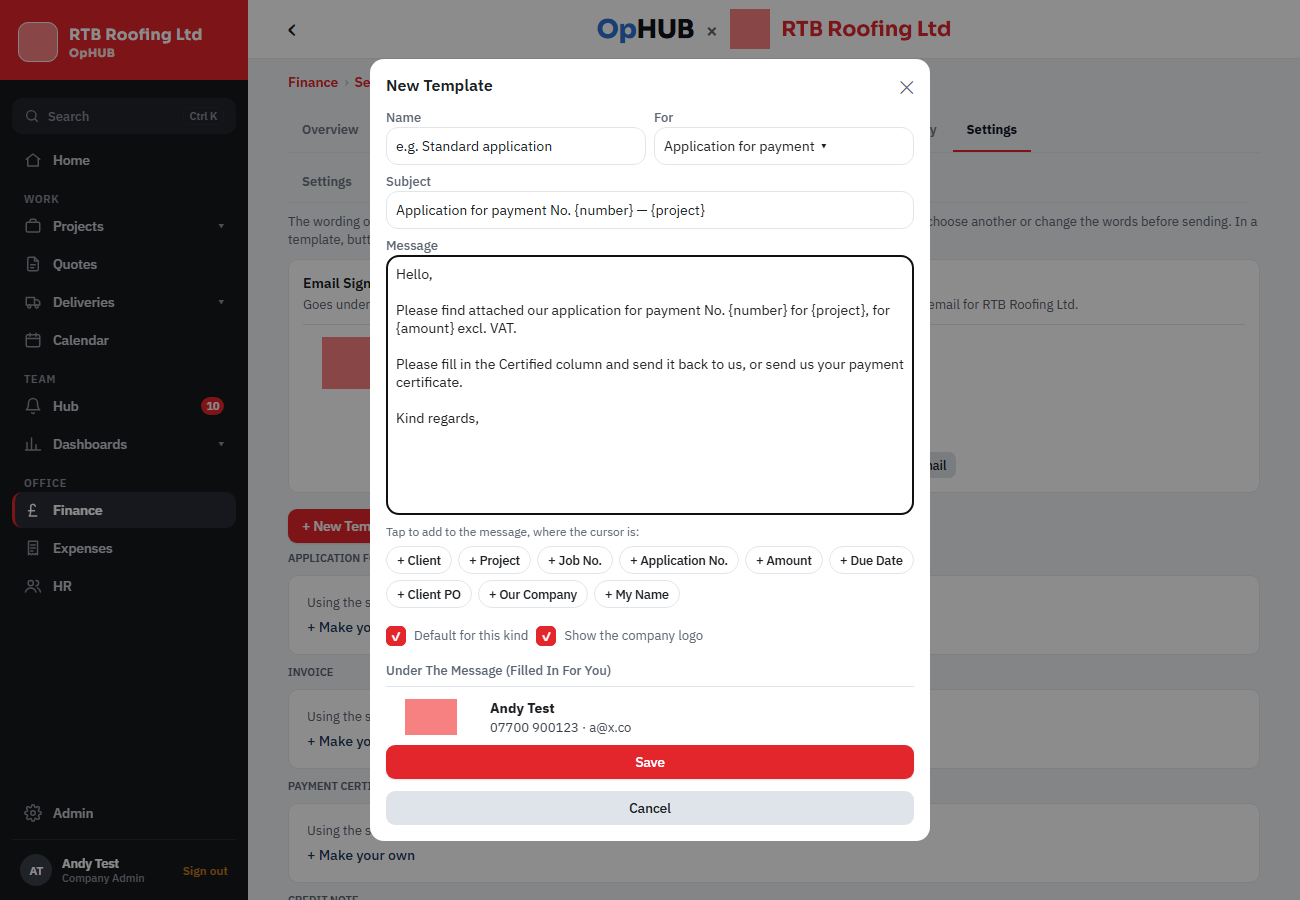 RTB Roofing Ltd
OpHUB
Search
Ctrl K
Home
WORK
Projects
Quotes
Deliveries
Calendar
TEAM
Hub
10
Dashboards
OFFICE
Finance
Expenses
HR
Admin
AT
Andy Test
Company Admin
Sign out
OpHUB × RTB Roofing Ltd
Finance › Se
Overview
y
Settings
Settings
The wording o
choose another or change the words before sending. In a
template, butt
Email Sign
Goes under
email for RTB Roofing Ltd.
nail
+ New Tem
APPLICATION FO
Using the s
+ Make yo
INVOICE
Using the s
+ Make yo
PAYMENT CERTI
Using the s
+ Make your own
CREDIT NOTE
New Template
Name
For
e.g. Standard application
Application for payment
Subject
Application for payment No. {number} — {project}
Message
Hello,
Please find attached our application for payment No. {number} for {project}, for
{amount} excl. VAT.
Please fill in the Certified column and send it back to us, or send us your payment
certificate.
Kind regards,
Tap to add to the message, where the cursor is:
+ Client
+ Project
+ Job No.
+ Application No.
+ Amount
+ Due Date
+ Client PO
+ Our Company
+ My Name
Default for this kind
Show the company logo
Under The Message (Filled In For You)
Andy Test
07700 900123 · a@x.co
Save
Cancel